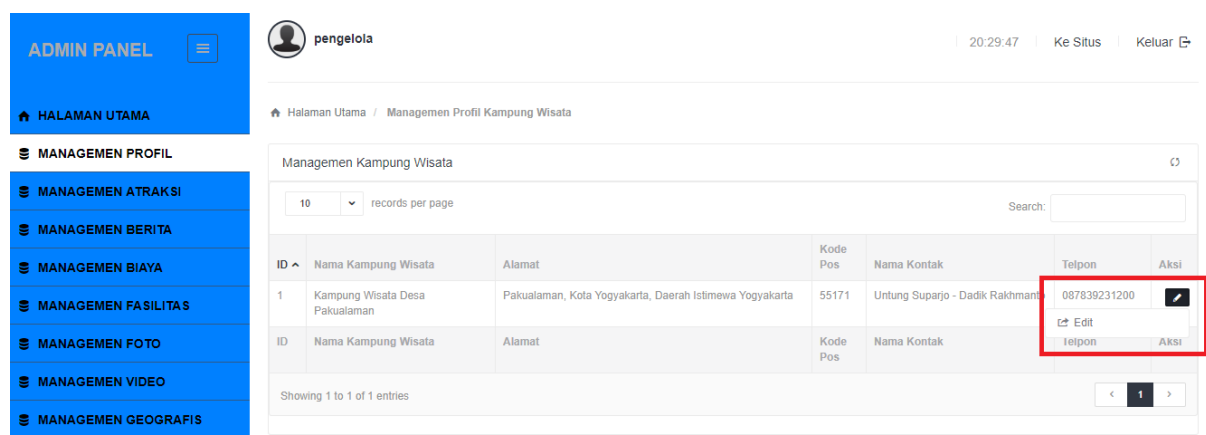 ADMIN PANEL
pengelola
20:29:47
Ke Situs
Keluar
HALAMAN UTAMA
MANAGEMEN PROFIL
MANAGEMEN ATRAKSI
MANAGEMEN BERITA
MANAGEMEN BIAYA
MANAGEMEN FASILITAS
MANAGEMEN FOTO
MANAGEMEN VIDEO
MANAGEMEN GEOGRAFIS
Halaman Utama / Managemen Profil Kampung Wisata
Managemen Kampung Wisata
10 records per page
Search:
ID Nama Kampung Wisata Alamat Kode Pos Nama Kontak Telpon Aksi
1 Kampung Wisata Desa Pakualaman Pakualaman, Kota Yogyakarta, Daerah Istimewa Yogyakarta 55171 Untung Suparjo - Dadik Rakhmanto 087839231200
Edit
ID Nama Kampung Wisata Alamat Kode Pos Nama Kontak Telpon Aksi
Showing 1 to 1 of 1 entries
< 1 >